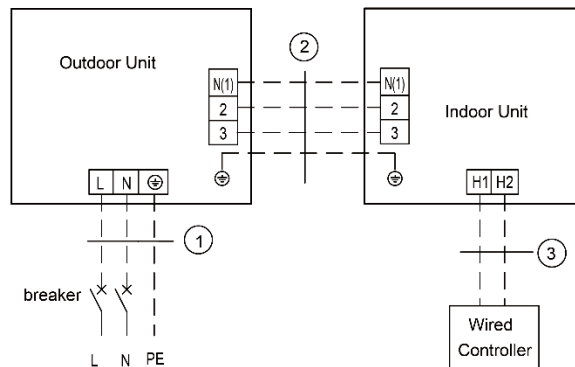 Outdoor Unit
N(1)
2
3
L N
2
N(1)
2
3
Indoor Unit
H1 H2
1
breaker
L N PE
3
Wired
Controller